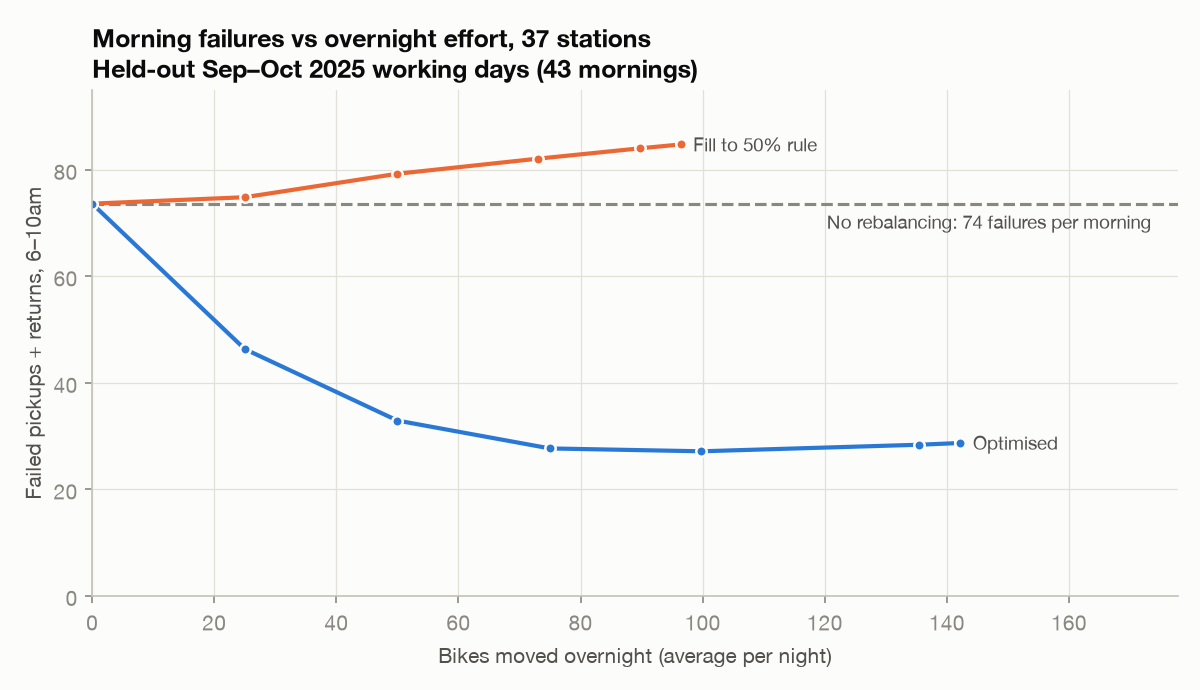 Morning failures vs overnight effort, 37 stations
Held-out Sep–Oct 2025 working days (43 mornings)
Failed pickups + returns, 6–10am
80
60
40
20
0
Fill to 50% rule
No rebalancing: 74 failures per morning
Optimised
0 20 40 60 80 100 120 140 160
Bikes moved overnight (average per night)